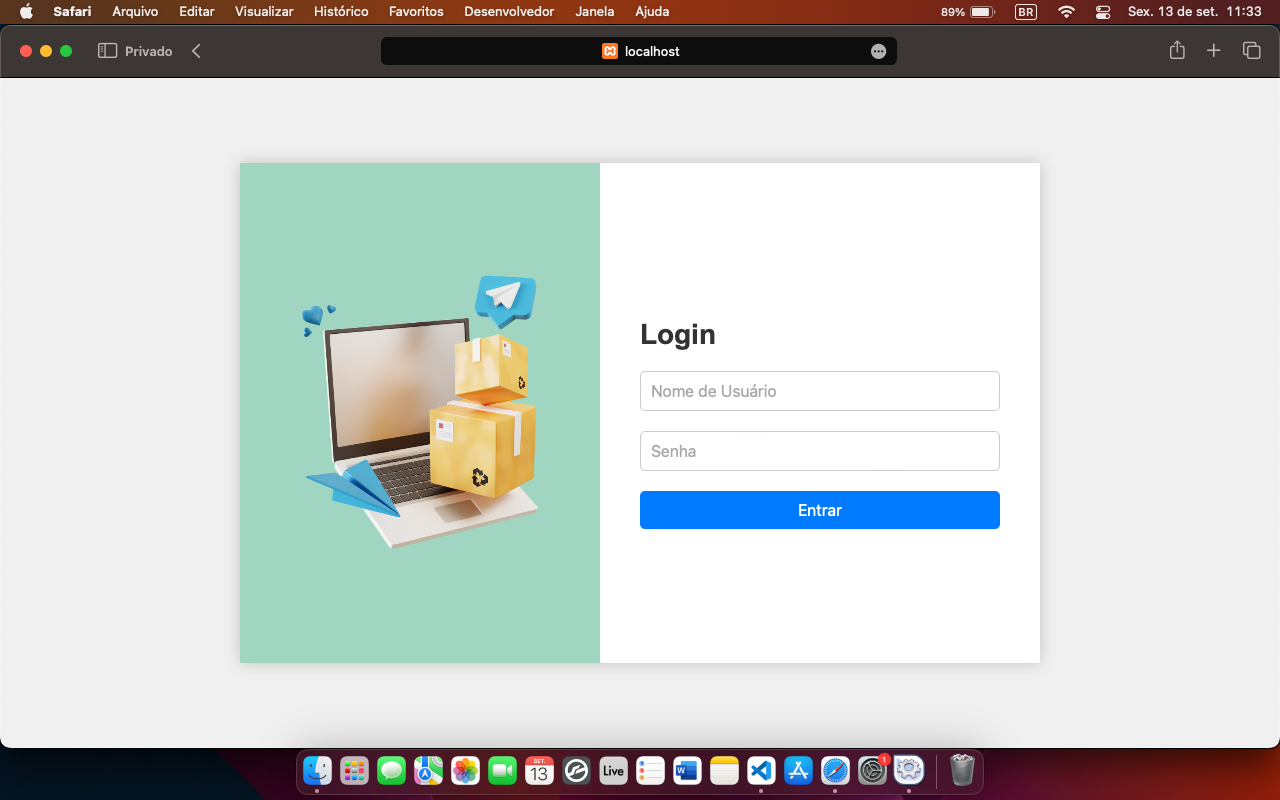 Safari Arquivo Editar Visualizar Histórico Favoritos Desenvolvedor Janela Ajuda 89% BR Sex. 13 de set. 11:33
Privado localhost
Login
Nome de Usuário
Senha
Entrar
SET.
13
Live
W
1